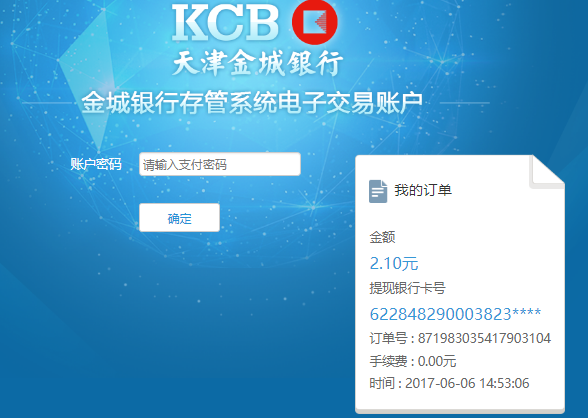 KCB
天津金城银行
金城银行存管系统电子交易账户
账户密码
请输入支付密码
确定
我的订单
金额
2.10元
提现银行卡号
622848290003823****
订单号 : 871983035417903104
手续费 : 0.00元
时间 : 2017-06-06 14:53:06